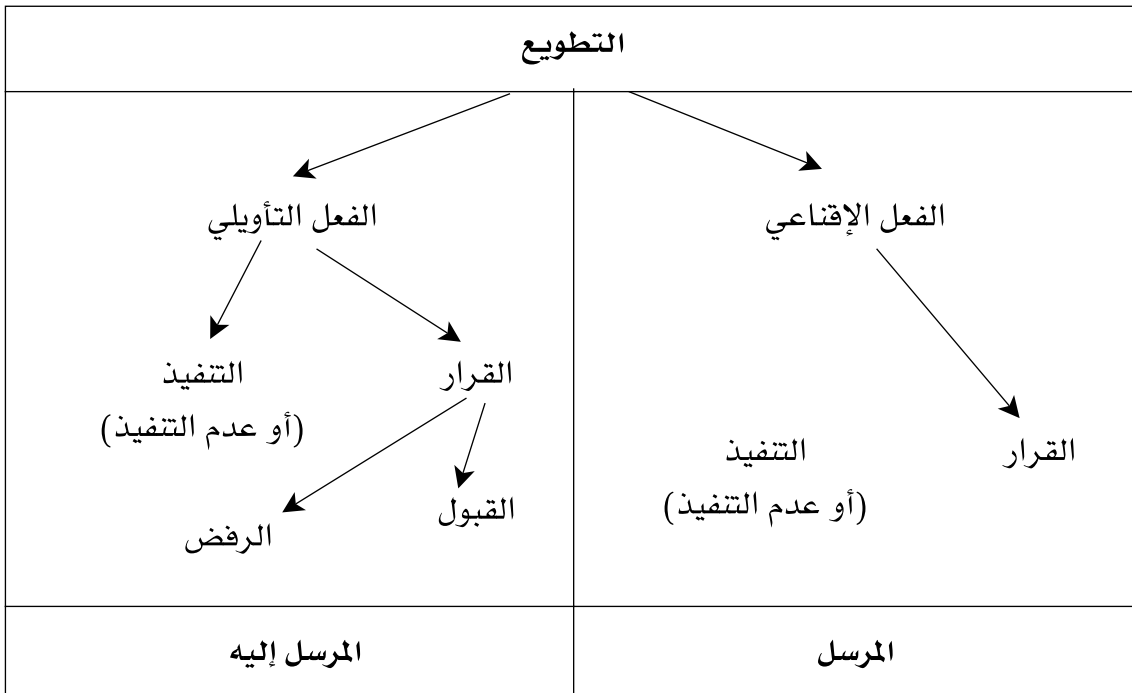 التطويع
الفعل الإقناعي
القرار
التنفيذ
(أو عدم التنفيذ)
المرسل
الفعل التأويلي
القرار
التنفيذ
(أو عدم التنفيذ)
القبول
الرفض
المرسل إليه